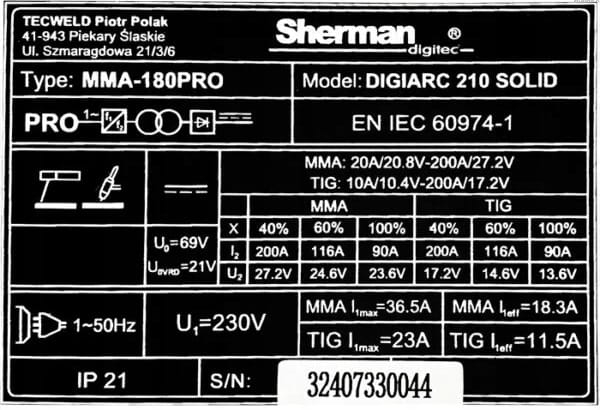 TECWELD Piotr Polak
41-943 Piekary Śląskie
Ul. Szmaragdowa 21/3/6
Sherman ®
digitec
Type: MMA-180PRO
Model: DIGIARC 210 SOLID
PRO 1~ f1 f2
EN IEC 60974-1
MMA: 20A/20.8V-200A/27.2V
TIG: 10A/10.4V-200A/17.2V
MMA TIG
X 40% 60% 100% 40% 60% 100%
U0=69V I2 200A 116A 90A 200A 116A 90A
U0VRD=21V U2 27.2V 24.6V 23.6V 17.2V 14.6V 13.6V
1~50Hz U1=230V
MMA I1max=36.5A MMA I1eff=18.3A
TIG I1max=23A TIG I1eff=11.5A
IP 21 S/N: 32407330044